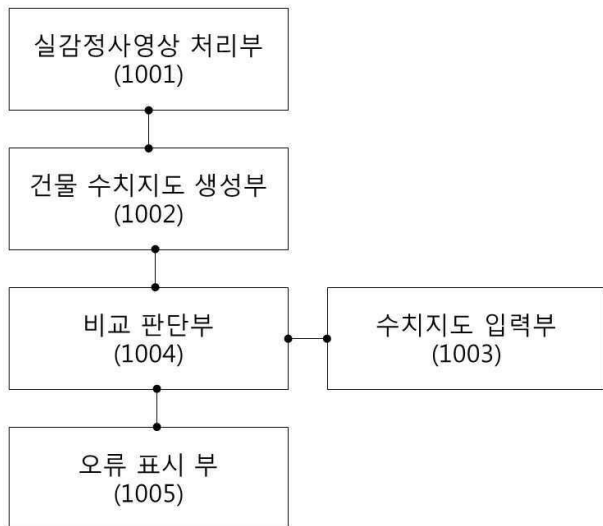 실감정사영상 처리부
(1001)
건물 수치지도 생성부
(1002)
비교 판단부
(1004)
수치지도 입력부
(1003)
오류 표시 부
(1005)